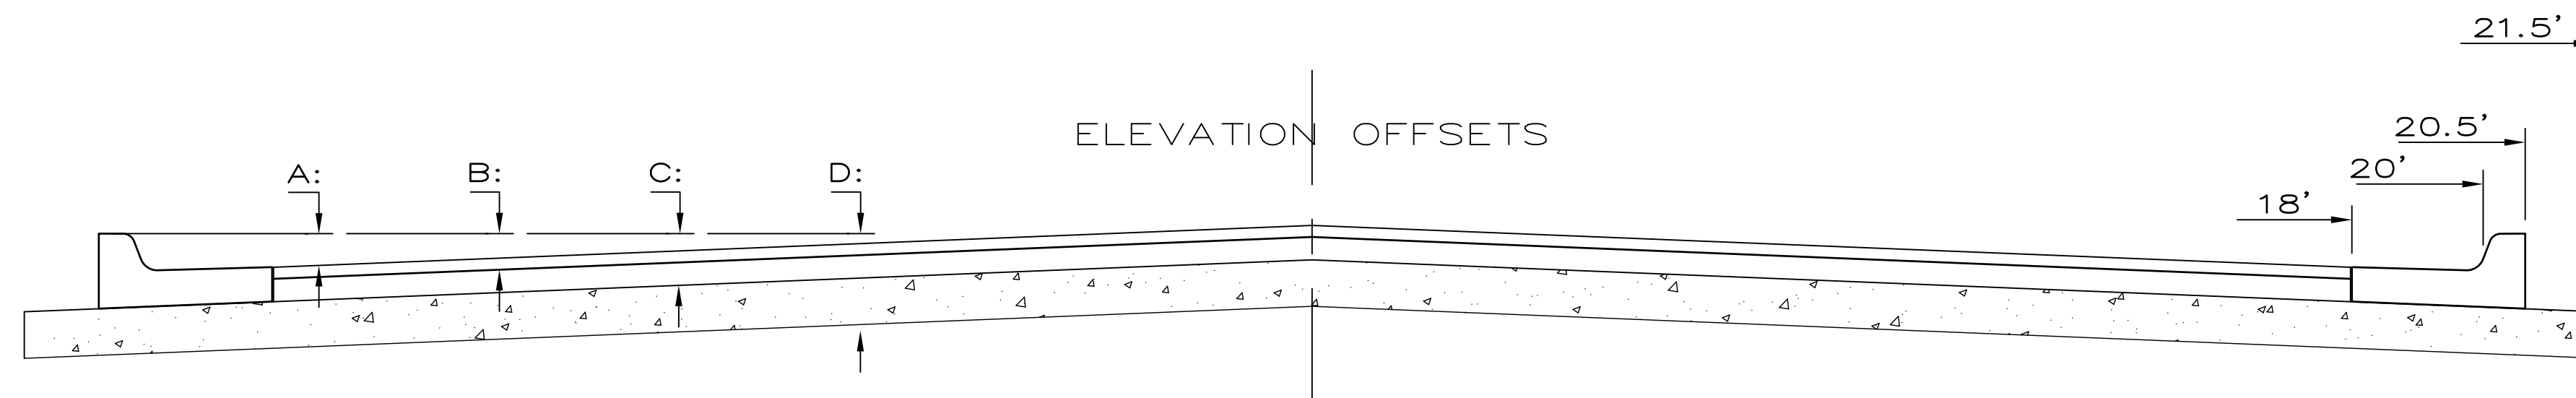 21.5'
ELEVATION OFFSETS
20.5'
A: B: C: D:
20'
18'